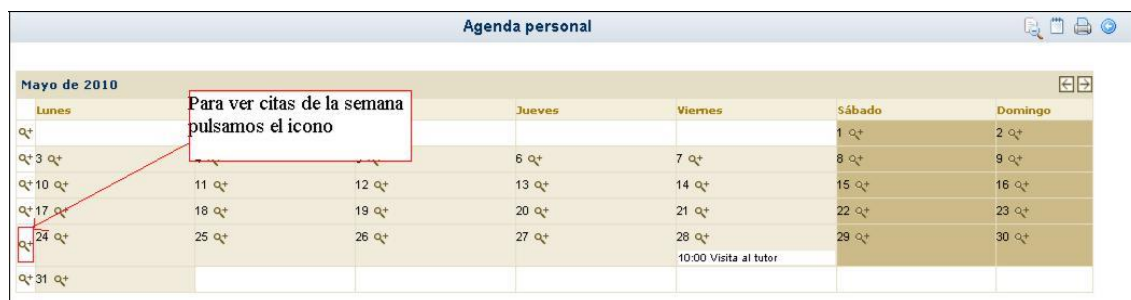 Agenda personal
Mayo de 2010
Lunes Jueves Viernes Sábado Domingo
Para ver citas de la semana
pulsamos el icono
1 2
3 6 7 8 9
10 11 12 13 14 15 16
17 18 19 20 21 22 23
24 25 26 27 28 29 30
10:00 Visita al tutor
31